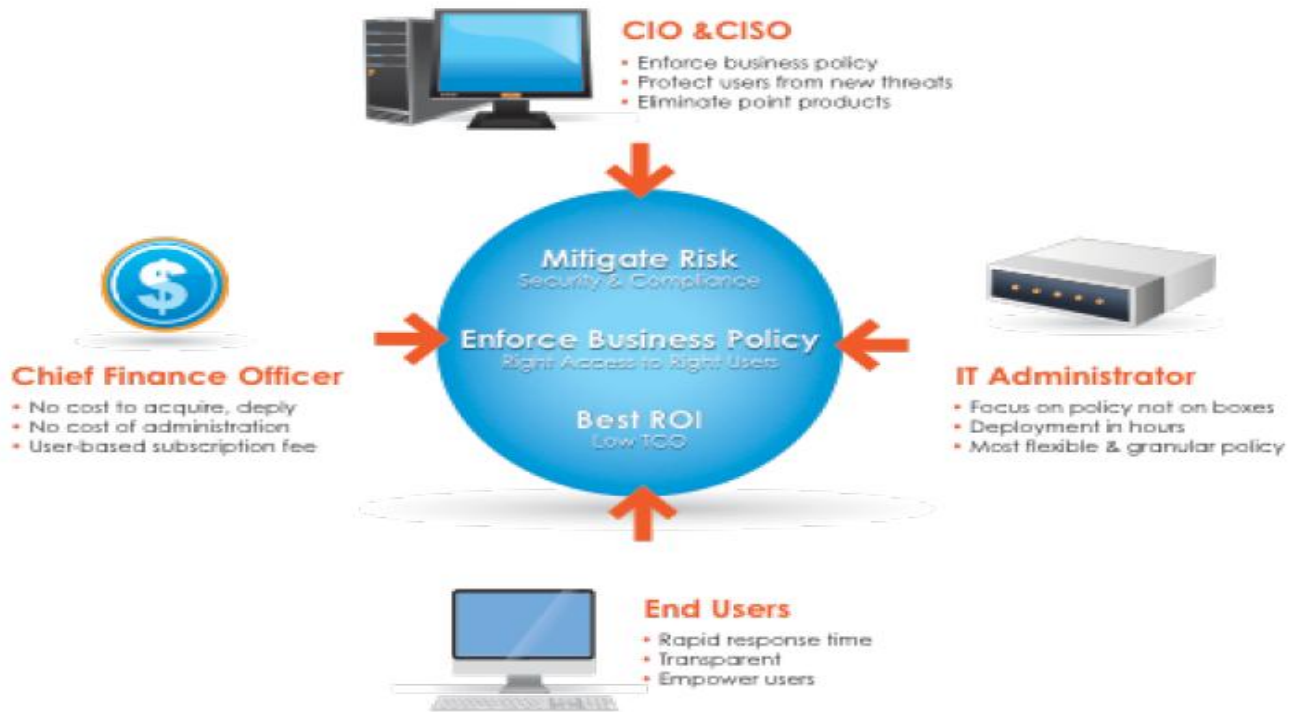 CIO &CISO
• Enforce business policy
• Protect users from new threats
• Eliminate point products
Mitigate Risk
Security & Compliance
Enforce Business Policy
Right Access to Right Users
Best ROI
Low TCO
Chief Finance Officer
• No cost to acquire, deply
• No cost of administration
• User-based subscription fee
IT Administrator
• Focus on policy not on boxes
• Deployment in hours
• Most flexible & granular policy
End Users
• Rapid response time
• Transparent
• Empower users